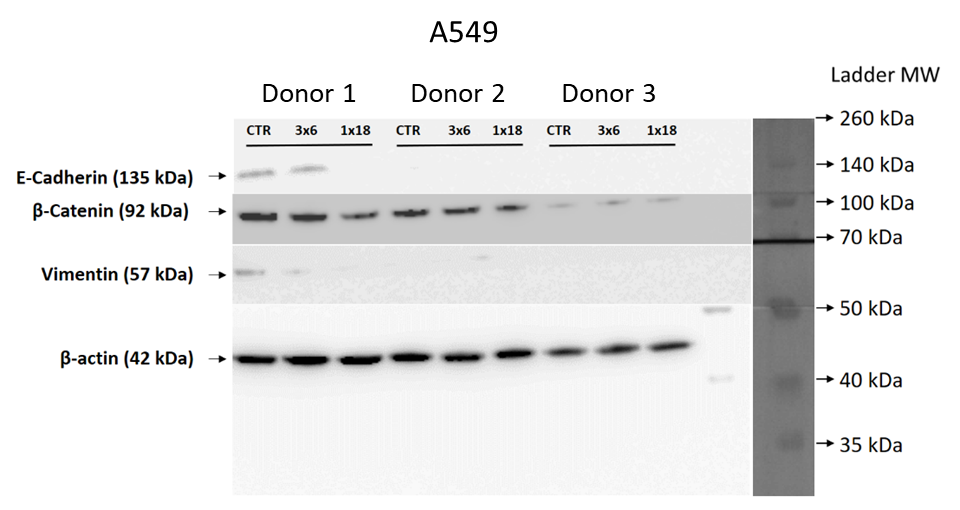 A549
Donor 1 Donor 2 Donor 3
CTR 3x6 1x18 CTR 3x6 1x18 CTR 3x6 1x18
E-Cadherin (135 kDa)
β-Catenin (92 kDa)
Vimentin (57 kDa)
β-actin (42 kDa)
Ladder MW
260 kDa
140 kDa
100 kDa
70 kDa
50 kDa
40 kDa
35 kDa